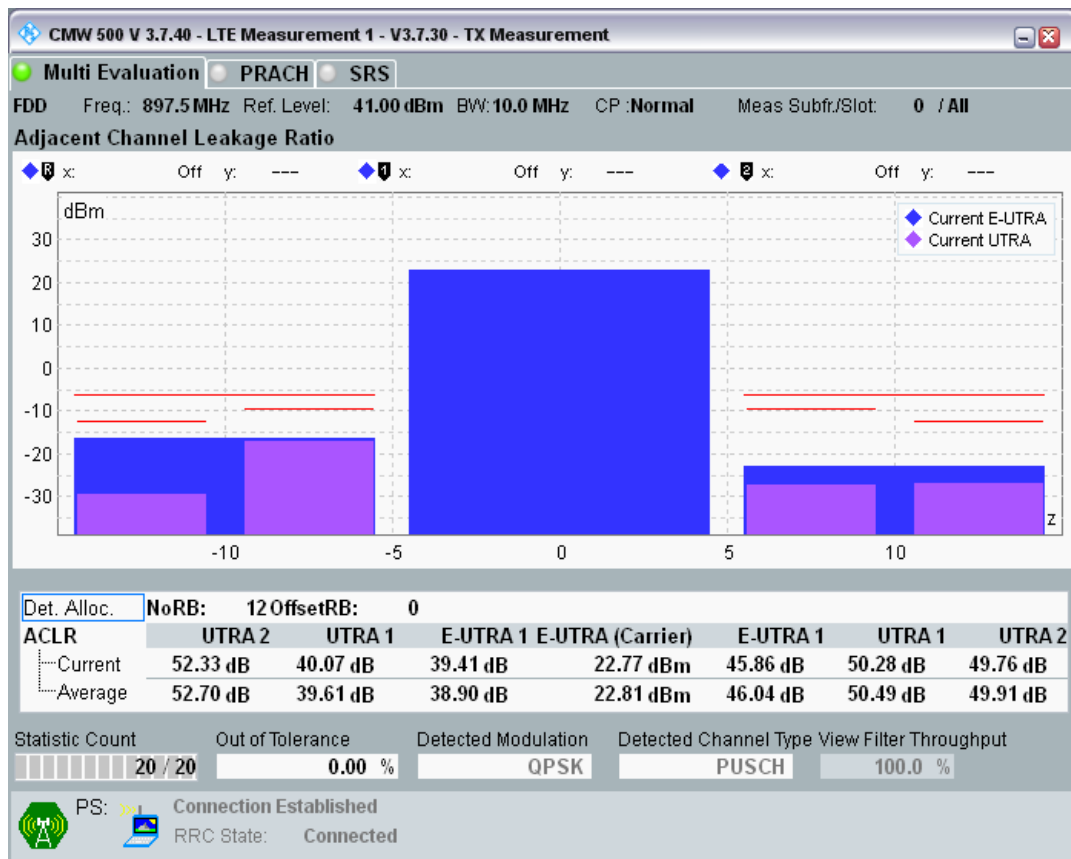 CMW 500 V 3.7.40 - LTE Measurement 1 - V3.7.30 - TX Measurement
Multi Evaluation PRACH SRS
FDD Freq.: 897.5 MHz Ref. Level: 41.00 dBm BW: 10.0 MHz CP :Normal Meas Subfr./Slot: 0 / All
Adjacent Channel Leakage Ratio
R x: Off y: --- 1 x: Off y: --- 2 x: Off y: ---
dBm
Current E-UTRA
Current UTRA
30
20
10
0
-10
-20
-30
z
-10 -5 0 5 10
Det. Alloc. NoRB: 12 OffsetRB: 0
ACLR UTRA 2 UTRA 1 E-UTRA 1 E-UTRA (Carrier) E-UTRA 1 UTRA 1 UTRA 2
Current 52.33 dB 40.07 dB 39.41 dB 22.77 dBm 45.86 dB 50.28 dB 49.76 dB
Average 52.70 dB 39.61 dB 38.90 dB 22.81 dBm 46.04 dB 50.49 dB 49.91 dB
Statistic Count Out of Tolerance Detected Modulation Detected Channel Type View Filter Throughput
20 / 20 0.00 % QPSK PUSCH 100.0 %
PS: Connection Established
RRC State: Connected